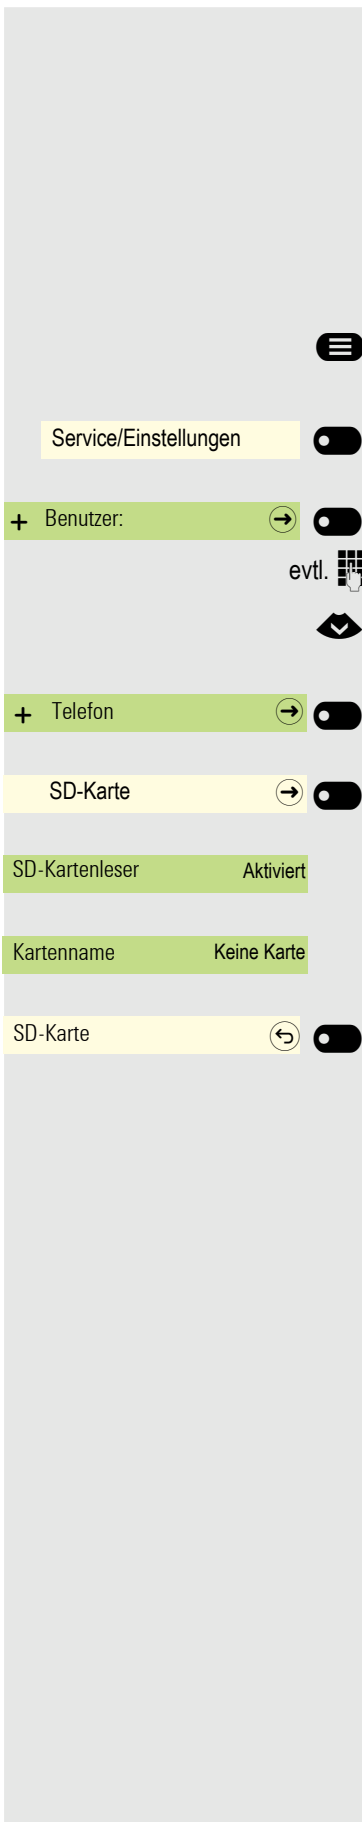 Service/Einstellungen
+ Benutzer:
evtl.
+ Telefon
SD-Karte
SD-Kartenleser Aktiviert
Kartenname Keine Karte
SD-Karte